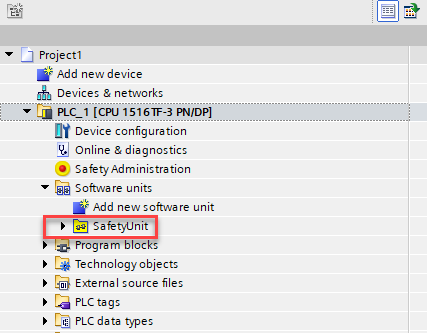 Project1
Add new device
Devices & networks
PLC_1 [CPU 1516TF-3 PN/DP]
Device configuration
Online & diagnostics
Safety Administration
Software units
Add new software unit
SafetyUnit
Program blocks
Technology objects
External source files
PLC tags
PLC data types